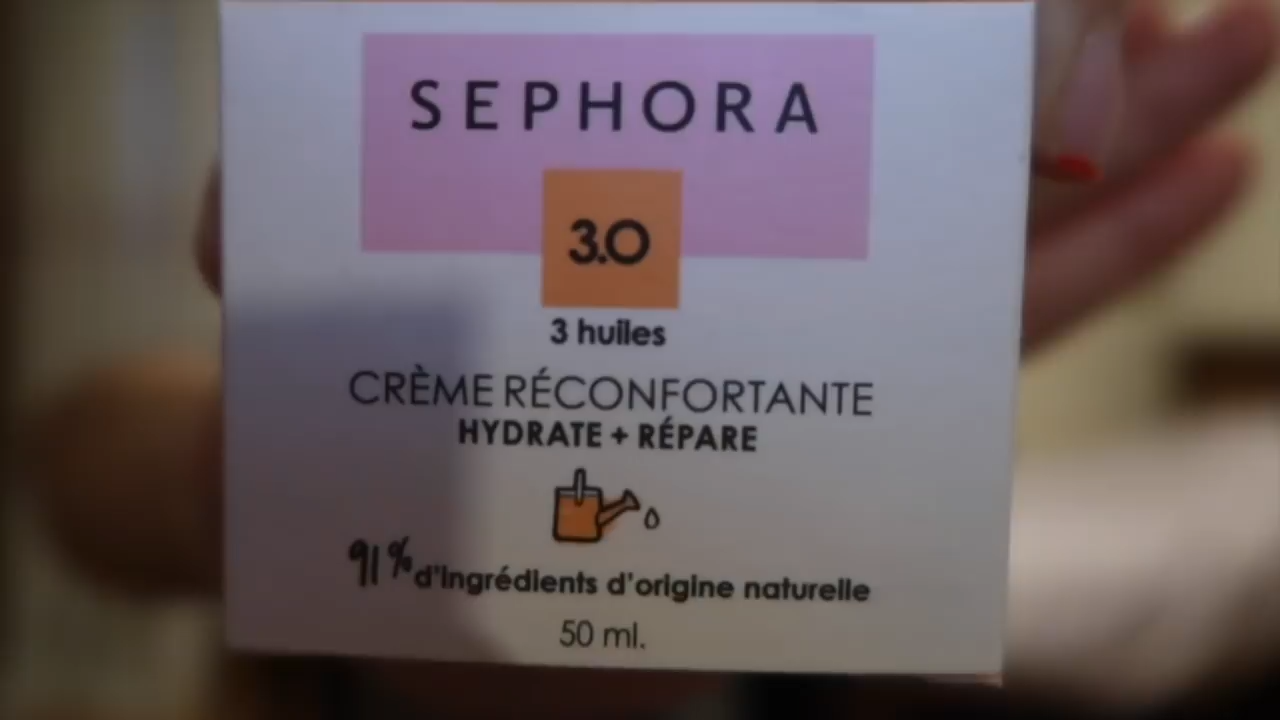 SEPHORA
3.0
3 huiles
CRÈME RÉCONFORTANTE
HYDRATE + RÉPARE
91% d'ingrédients d'origine naturelle
50 ml.